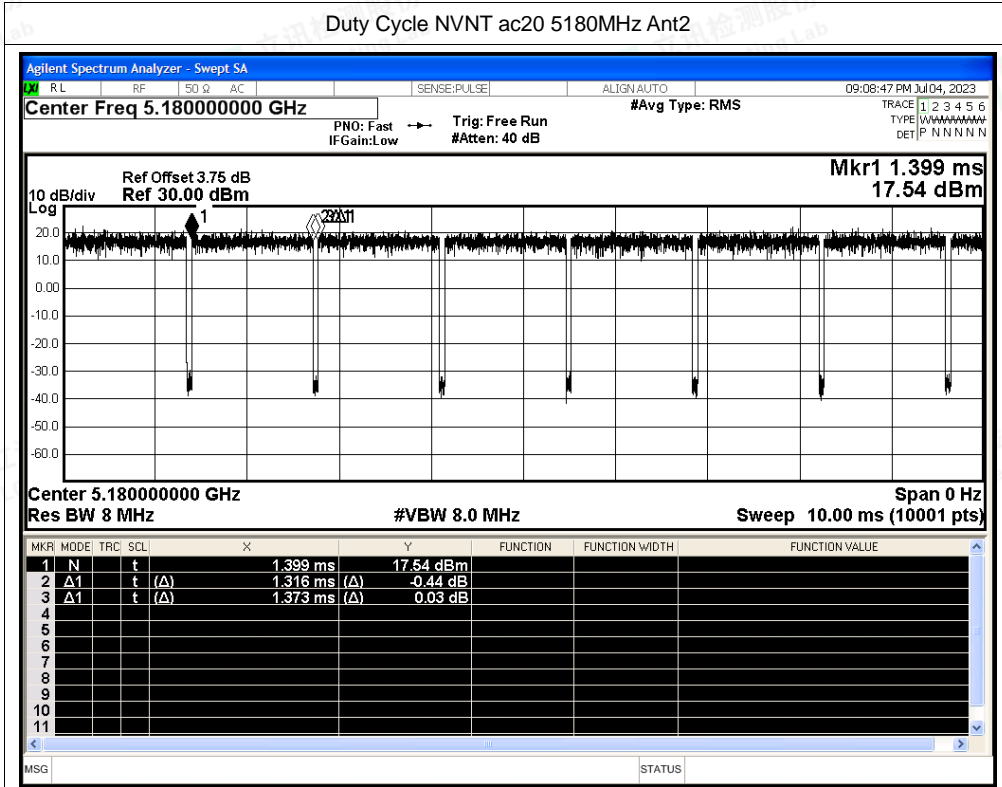 Duty Cycle NVNT ac20 5180MHz Ant2
Agilent Spectrum Analyzer - Swept SA
LXI RL RF 50 Ω AC SENSE:PULSE ALIGN AUTO 09:08:47 PM Jul 04, 2023
Center Freq 5.180000000 GHz #Avg Type: RMS TRACE 1 2 3 4 5 6
PNO: Fast Trig: Free Run TYPE
IFGain:Low #Atten: 40 dB DET P N N N N N
Mkr1 1.399 ms
Ref Offset 3.75 dB
10 dB/div Ref 30.00 dBm 17.54 dBm
Log
1
20.0
10.0
0.00
-10.0
-20.0
-30.0
-40.0
-50.0
-60.0
Center 5.180000000 GHz Span 0 Hz
Res BW 8 MHz #VBW 8.0 MHz Sweep 10.00 ms (10001 pts)
MKR MODE TRC SCL X Y FUNCTION FUNCTION WIDTH FUNCTION VALUE
1 N t 1.399 ms 17.54 dBm
2 Δ1 t (Δ) 1.316 ms (Δ) -0.44 dB
3 Δ1 t (Δ) 1.373 ms (Δ) 0.03 dB
4
5
6
7
8
9
10
11
MSG STATUS